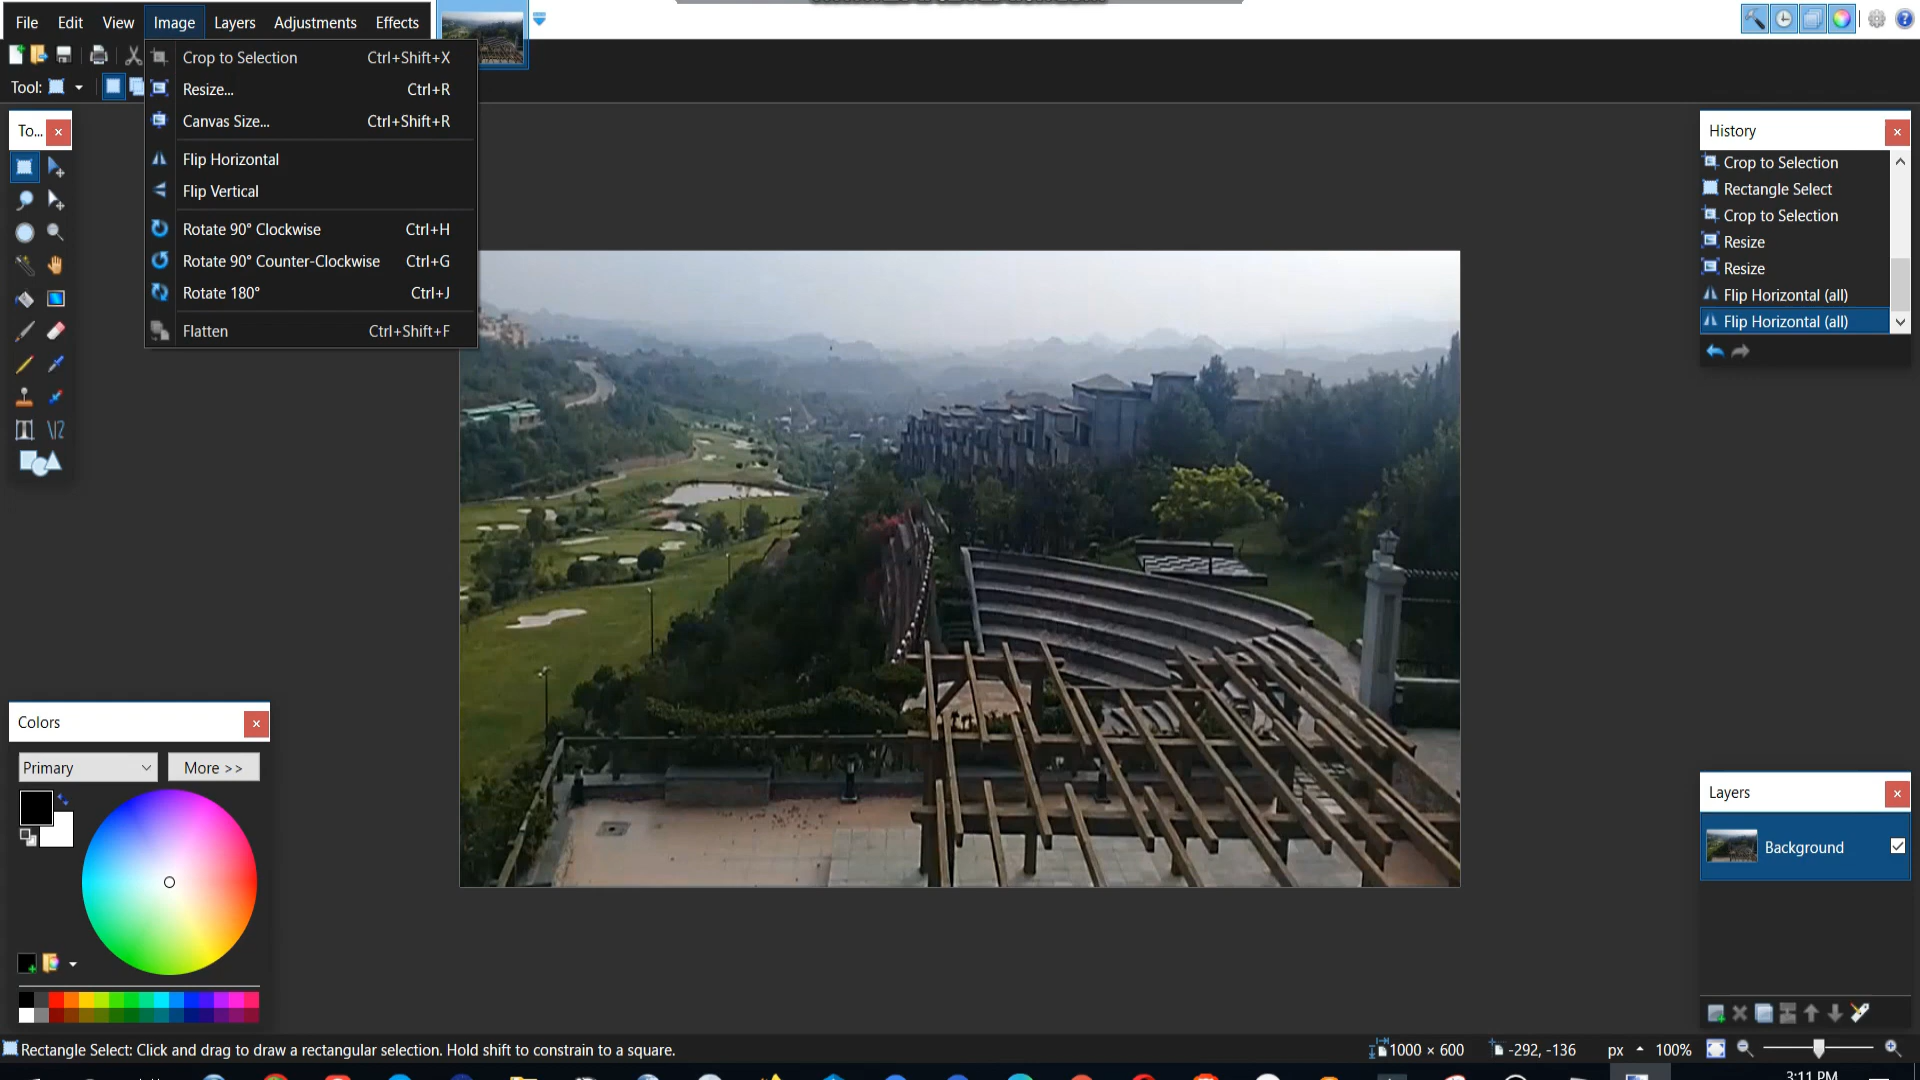 File Edit View Image Layers Adjustments Effects
Tool:
Crop to Selection Ctrl+Shift+X
Resize... Ctrl+R
Canvas Size... Ctrl+Shift+R
Flip Horizontal
Flip Vertical
Rotate 90° Clockwise Ctrl+H
Rotate 90° Counter-Clockwise Ctrl+G
Rotate 180° Ctrl+J
Flatten Ctrl+Shift+F
To...
History
Crop to Selection
Rectangle Select
Crop to Selection
Resize
Resize
Flip Horizontal (all)
Flip Horizontal (all)
Colors
Primary
More >>
Layers
Background
Rectangle Select: Click and drag to draw a rectangular selection. Hold shift to constrain to a square.
1000 × 600
-292, -136
px
100%
3:11 PM